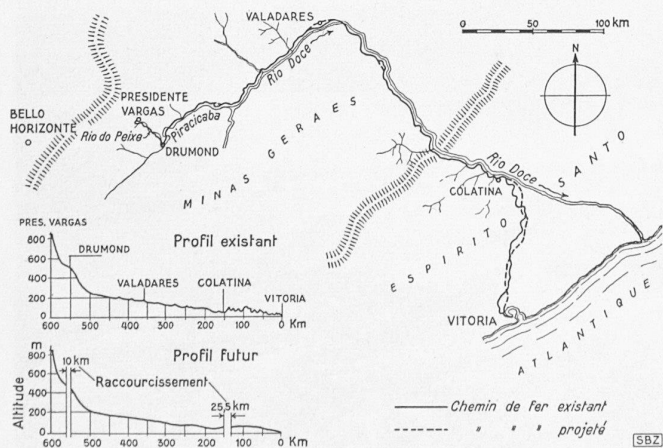 VALADARES
0 50 100 km
N
Rio Doce
PRESIDENTE
VARGAS
BELLO
HORIZONTE
Rio do Peixe
Piracicaba
DRUMOND
MINAS GERAES
Rio Doce
SANTO
COLATINA
ESPIRITO
VITORIA
ATLANTIQUE
PRES. VARGAS
800
600
400
200
0
DRUMOND
Profil existant
VALADARES
COLATINA
VITORIA
600 500 400 300 200 100 0 Km
Profil futur
m
800
600
400
200
0
Altitude
10 km
Raccourcissement
25,5 km
600 500 400 300 200 100 0 Km
Chemin de fer existant
" " " projeté
SBZ